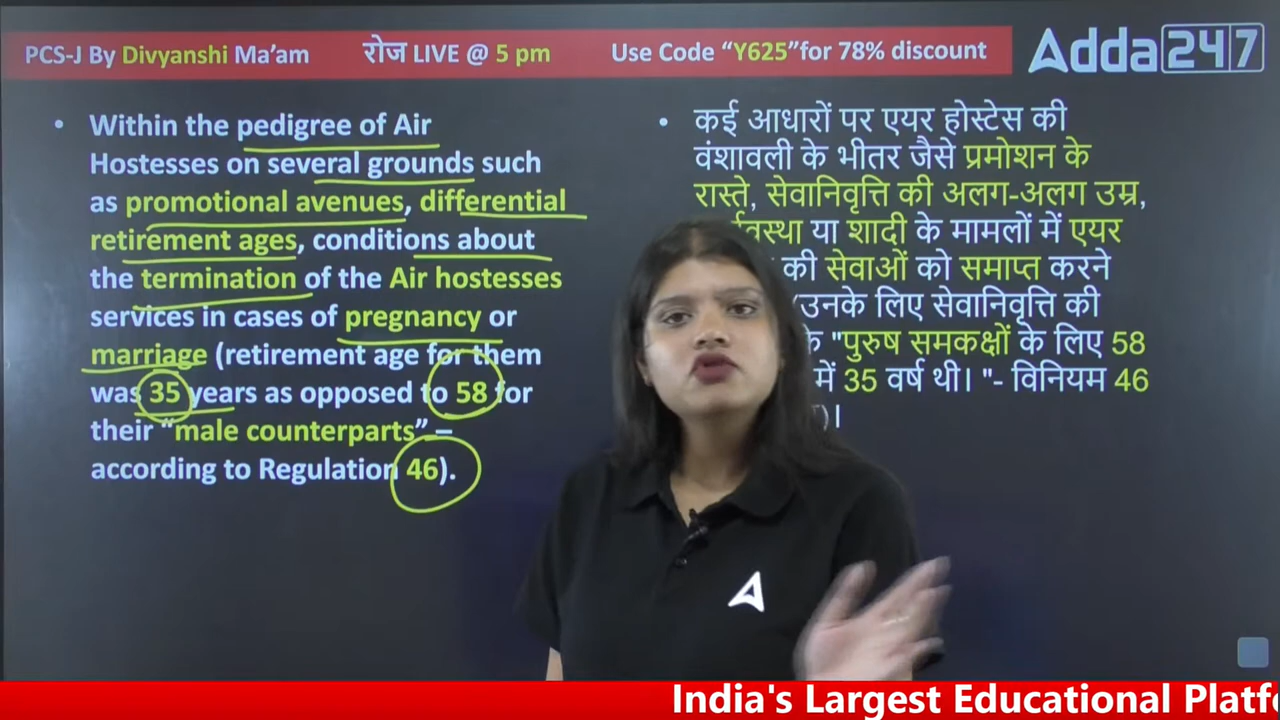 PCS-J By Divyanshi Ma'am रोज LIVE @ 5 pm Use Code “Y625”for 78% discount
Adda247
• Within the pedigree of Air
Hostesses on several grounds such
as promotional avenues, differential
retirement ages, conditions about
the termination of the Air hostesses
services in cases of pregnancy or
marriage (retirement age for them
was 35 years as opposed to 58 for
their “male counterparts” –
according to Regulation 46).
• कई आधारों पर एयर होस्टेस की
वंशावली के भीतर जैसे प्रमोशन के
रास्ते, सेवानिवृत्ति की अलग-अलग उम्र,
या शादी के मामलों में एयर
की सेवाओं को समाप्त करने
(उनके लिए सेवानिवृत्ति की
"पुरुष समकक्षों के लिए 58
में 35 वर्ष थी। "- विनियम 46
)।
India's Largest Educational